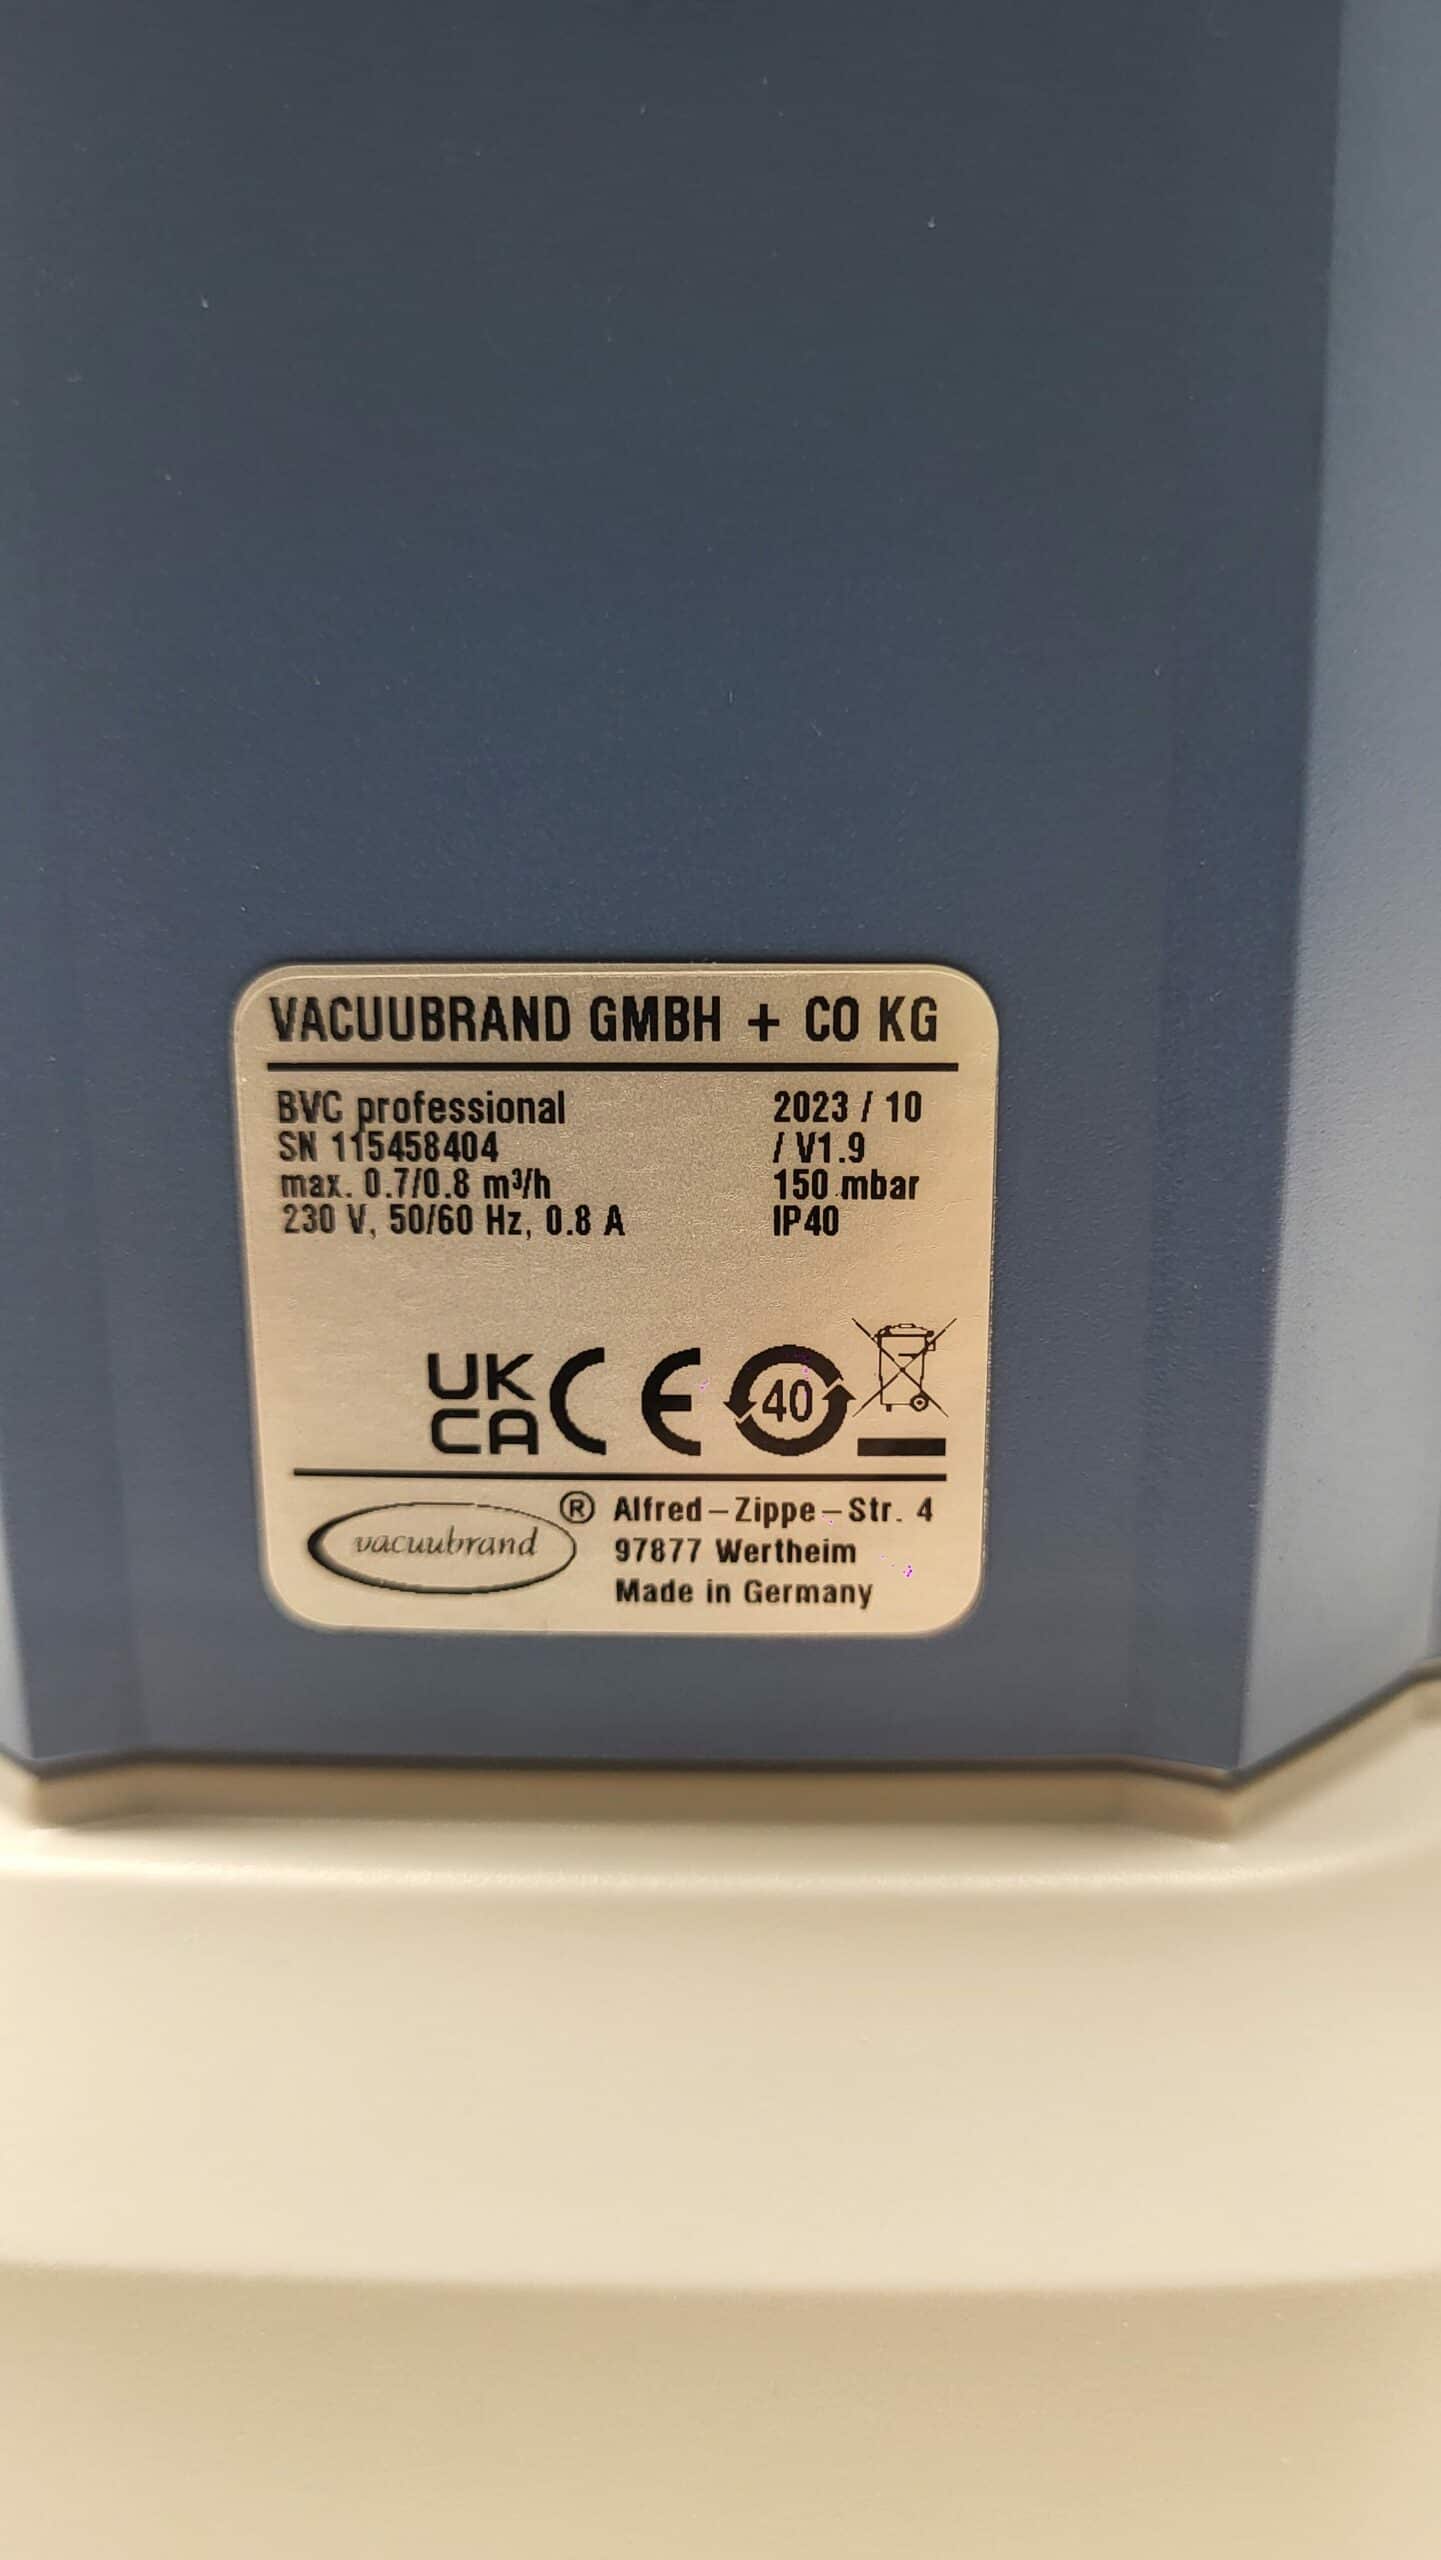 VACUUBRAND GMBH + CO KG
BVC professional 2023 / 10
SN 115458404 / V1.9
max. 0.7/0.8 m³/h 150 mbar
230 V, 50/60 Hz, 0.8 A IP40
UK
CA CE 40
vacuubrand ® Alfred-Zippe-Str. 4
97877 Wertheim
Made in Germany